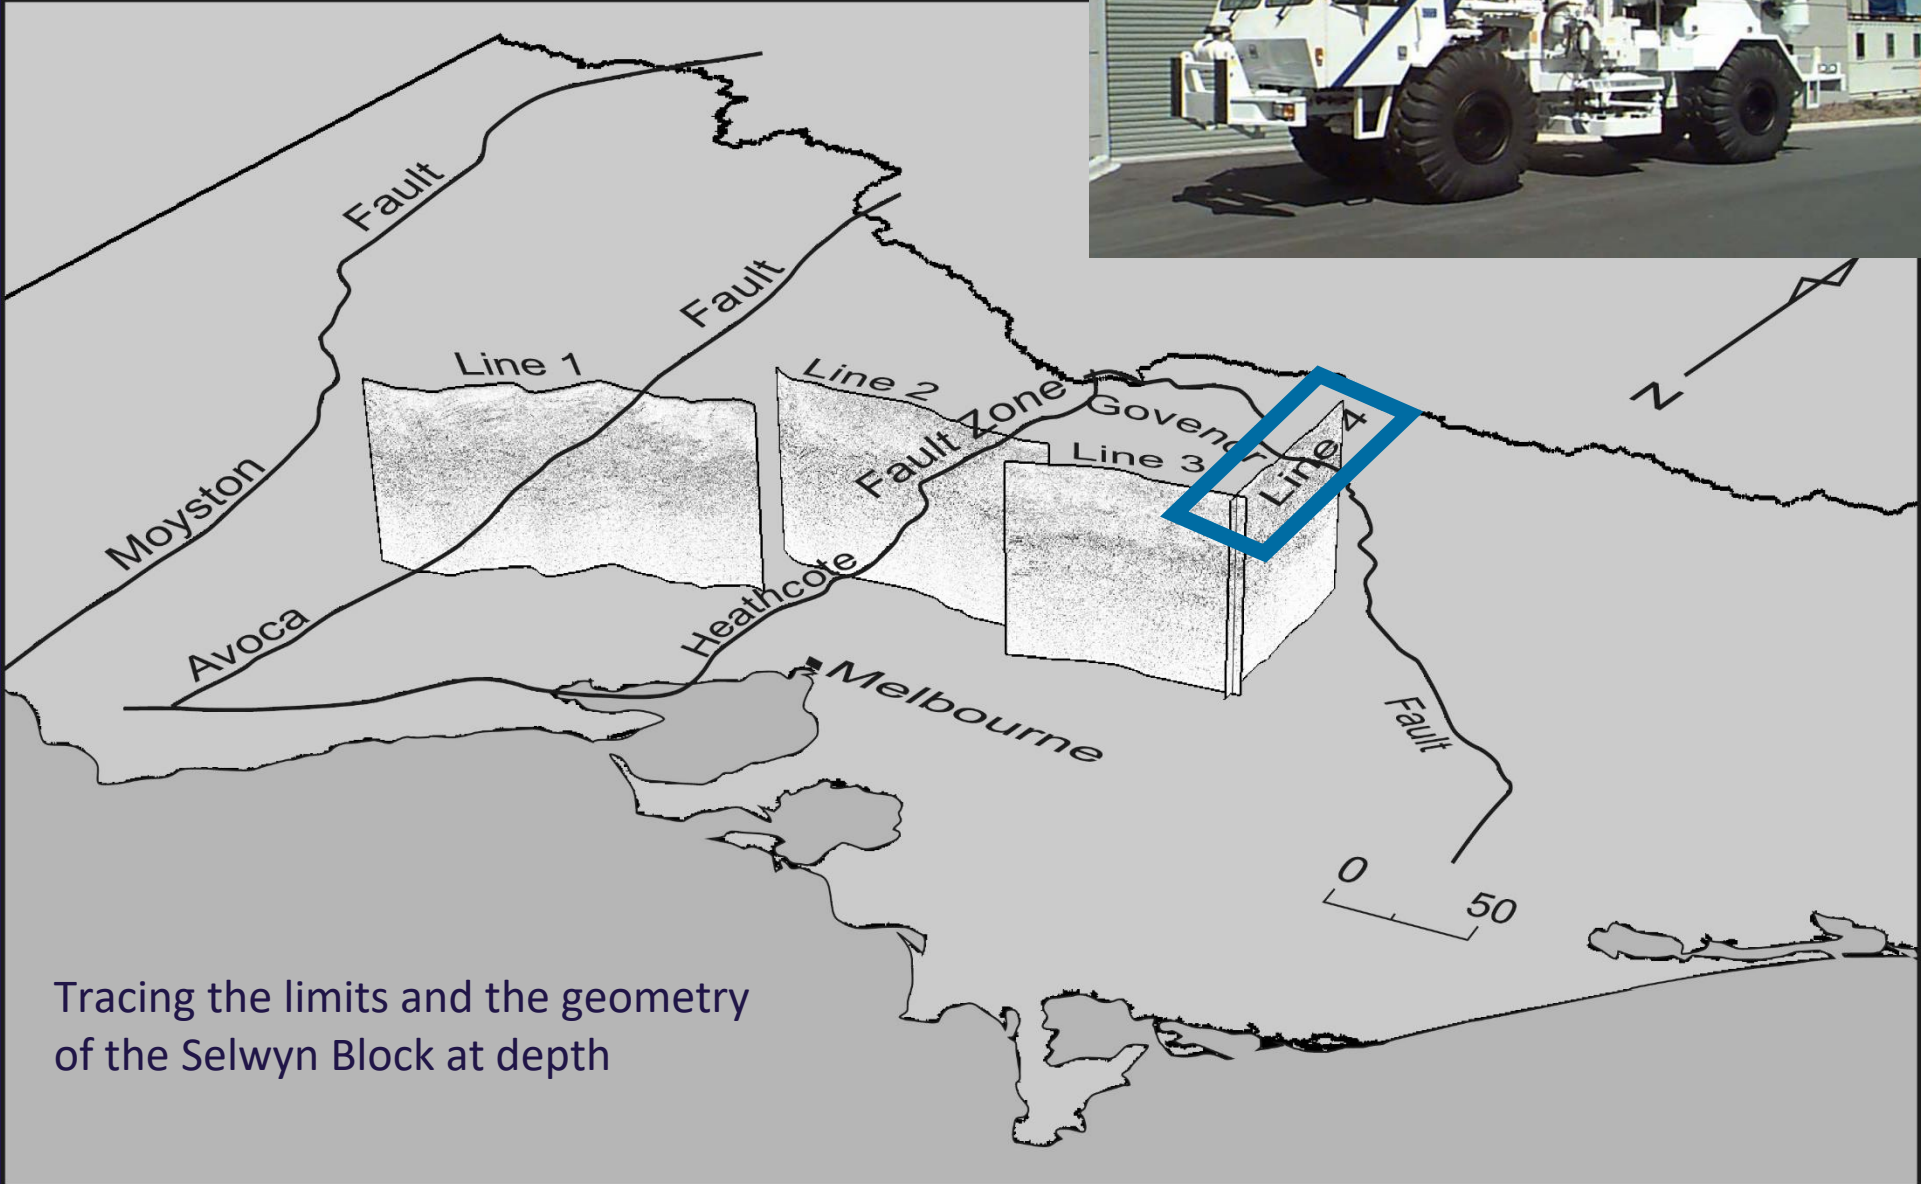 Fault
Moyston
Fault
Avoca
Line 1
Line 2
Fault Zone
Heathcote
Govenor
Line 3
Line 4
N
Melbourne
Fault
0
50
Tracing the limits and the geometry
of the Selwyn Block at depth